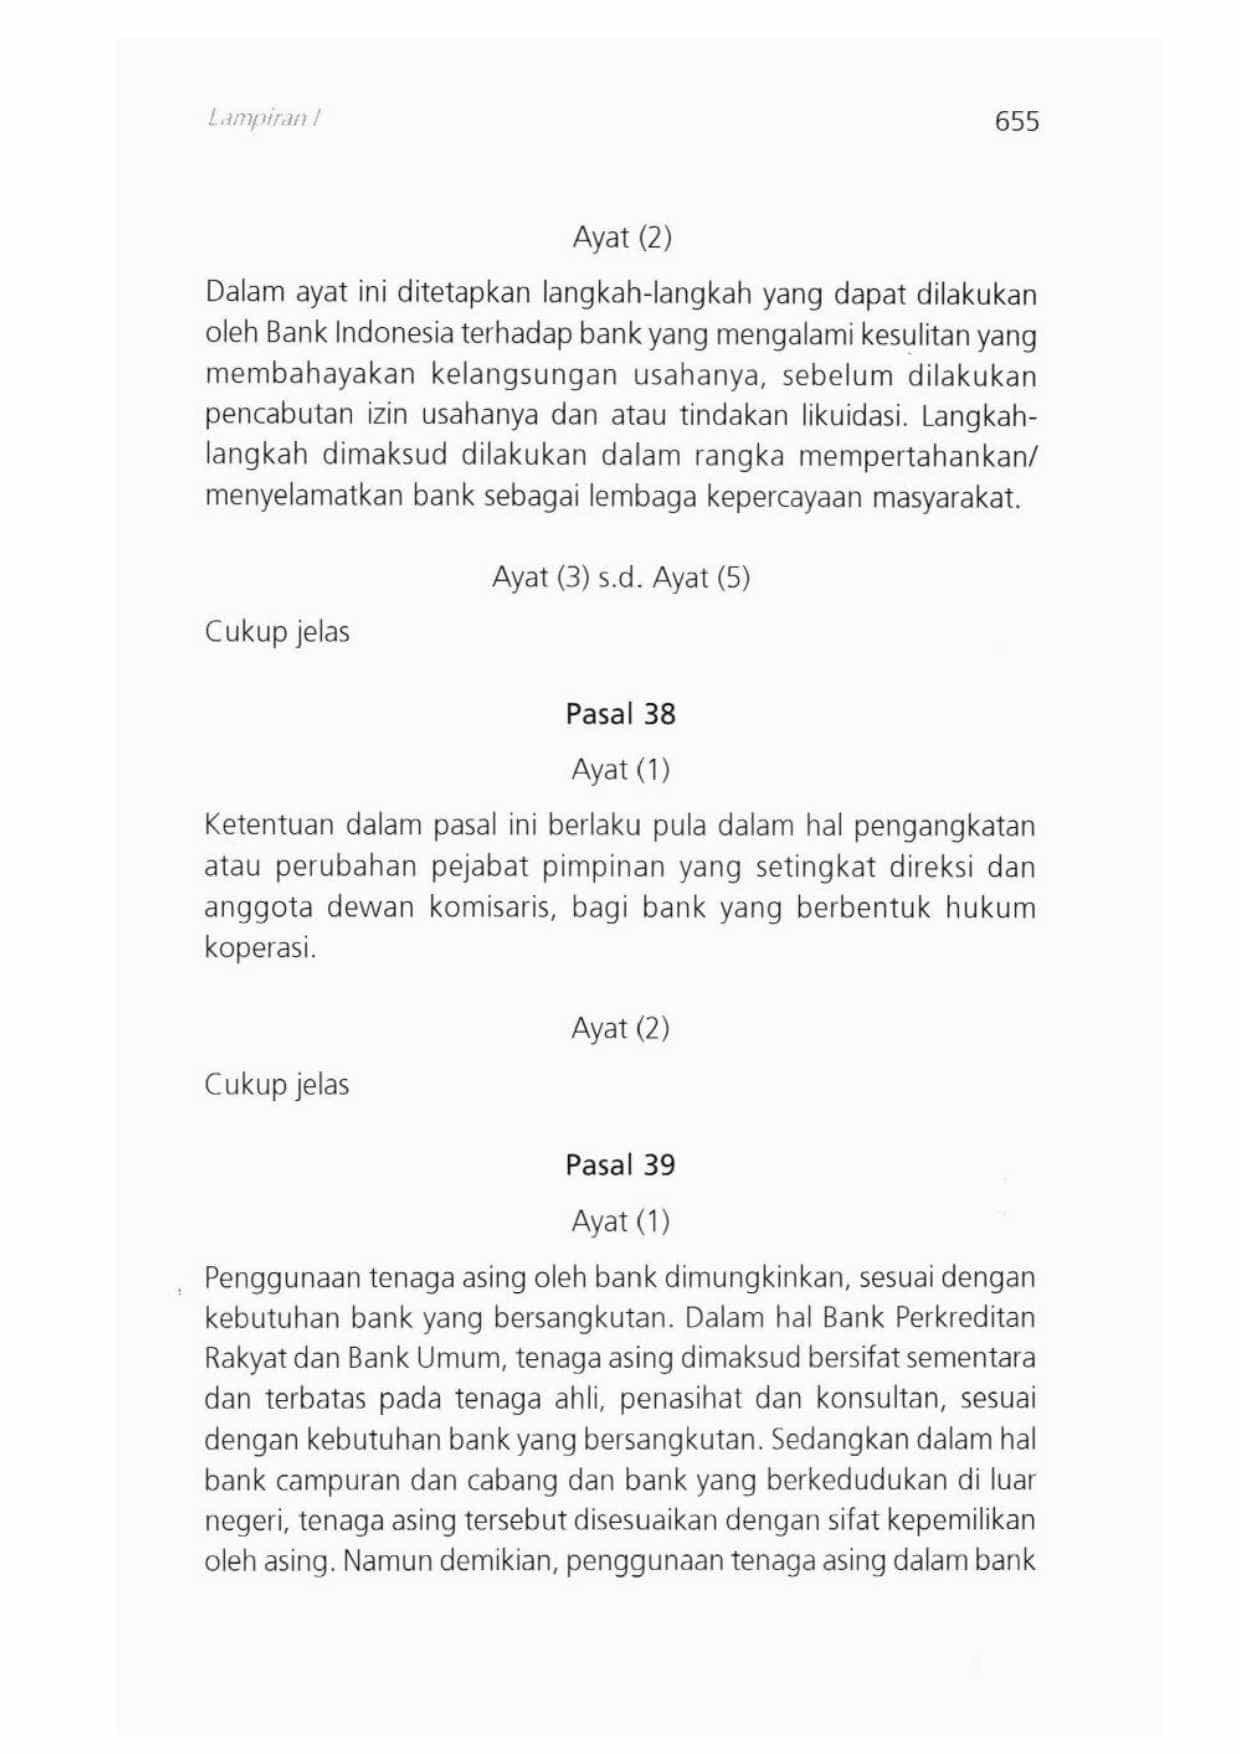 Lampiran I
655
Ayat (2)
Dalam ayat ini ditetapkan langkah-langkah yang dapat dilakukan
oleh Bank Indonesia terhadap bank yang mengalami kesulitan yang
membahayakan kelangsungan usahanya, sebelum dilakukan
pencabutan izin usahanya dan atau tindakan likuidasi. Langkah-
langkah dimaksud dilakukan dalam rangka mempertahankan/
menyelamatkan bank sebagai lembaga kepercayaan masyarakat.
Ayat (3) s.d. Ayat (5)
Cukup jelas
Pasal 38
Ayat (1)
Ketentuan dalam pasal ini berlaku pula dalam hal pengangkatan
atau perubahan pejabat pimpinan yang setingkat direksi dan
anggota dewan komisaris, bagi bank yang berbentuk hukum
koperasi.
Ayat (2)
Cukup jelas
Pasal 39
Ayat (1)
Penggunaan tenaga asing oleh bank dimungkinkan, sesuai dengan
kebutuhan bank yang bersangkutan. Dalam hal Bank Perkreditan
Rakyat dan Bank Umum, tenaga asing dimaksud bersifat sementara
dan terbatas pada tenaga ahli, penasihat dan konsultan, sesuai
dengan kebutuhan bank yang bersangkutan. Sedangkan dalam hal
bank campuran dan cabang dan bank yang berkedudukan di luar
negeri, tenaga asing tersebut disesuaikan dengan sifat kepemilikan
oleh asing. Namun demikian, penggunaan tenaga asing dalam bank